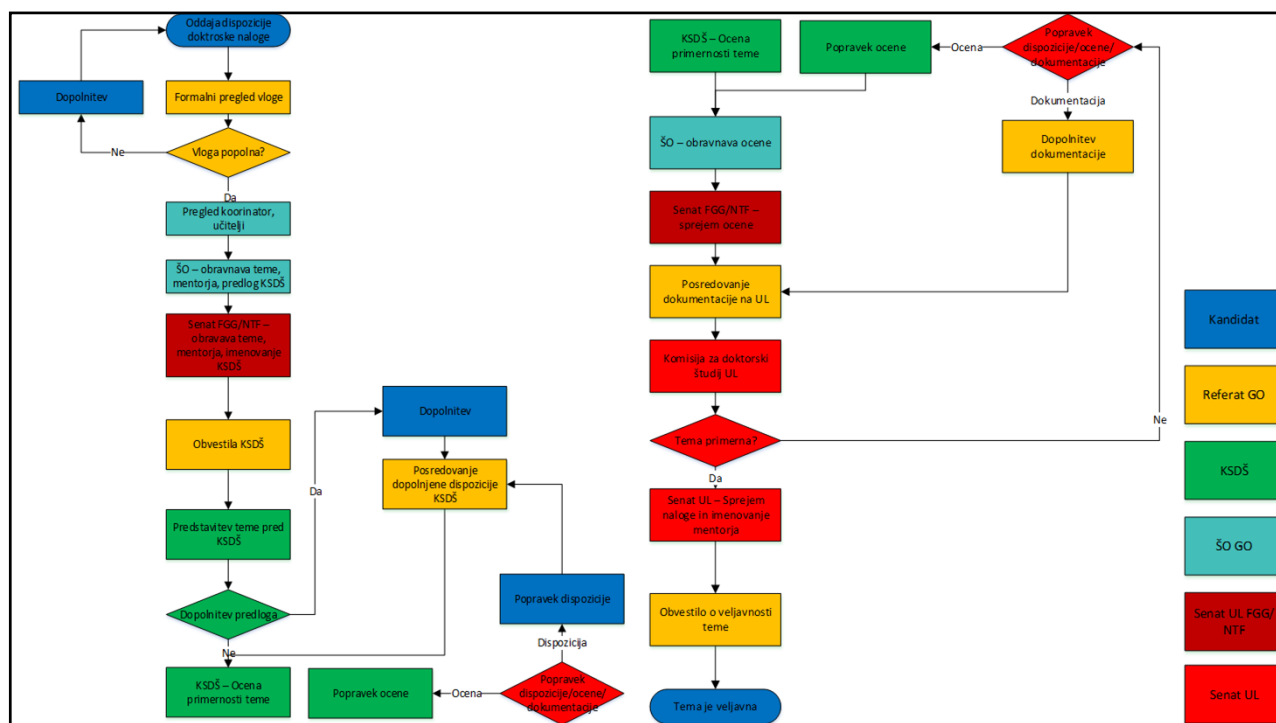 Oddaja dispozicije
doktroske naloge
Dopolnitev
Formalni pregled vloge
Ne
Vloga popolna?
Da
Pregled koorinator,
učitelji
ŠO – obravnava teme,
mentorja, predlog KSDŠ
Senat FGG/NTF –
obravava teme,
mentorja, imenovanje
KSDŠ
Obvestila KSDŠ
Predstavitev teme pred
KSDŠ
Dopolnitev predloga
Da
Ne
KSDŠ – Ocena
primernosti teme
Dopolnitev
Posredovanje
dopolnjene dispozicije
KSDŠ
Popravek dispozicije
Dispozicija
Popravek ocene
Ocena
Popravek
dispozicije/ocene/
dokumentacije
KSDŠ – Ocena
primernosti teme
Popravek ocene
Ocena
Popravek
dispozicije/ocene/
dokumentacije
Dokumentacija
Dopolnitev
dokumentacije
ŠO – obravnava ocene
Senat FGG/NTF –
sprejem ocene
Posredovanje
dokumentacije na UL
Komisija za doktorski
študij UL
Tema primerna?
Ne
Da
Senat UL – Sprejem
naloge in imenovanje
mentorja
Obvestilo o veljavnosti
teme
Tema je veljavna
Kandidat
Referat GO
KSDŠ
ŠO GO
Senat UL FGG/
NTF
Senat UL